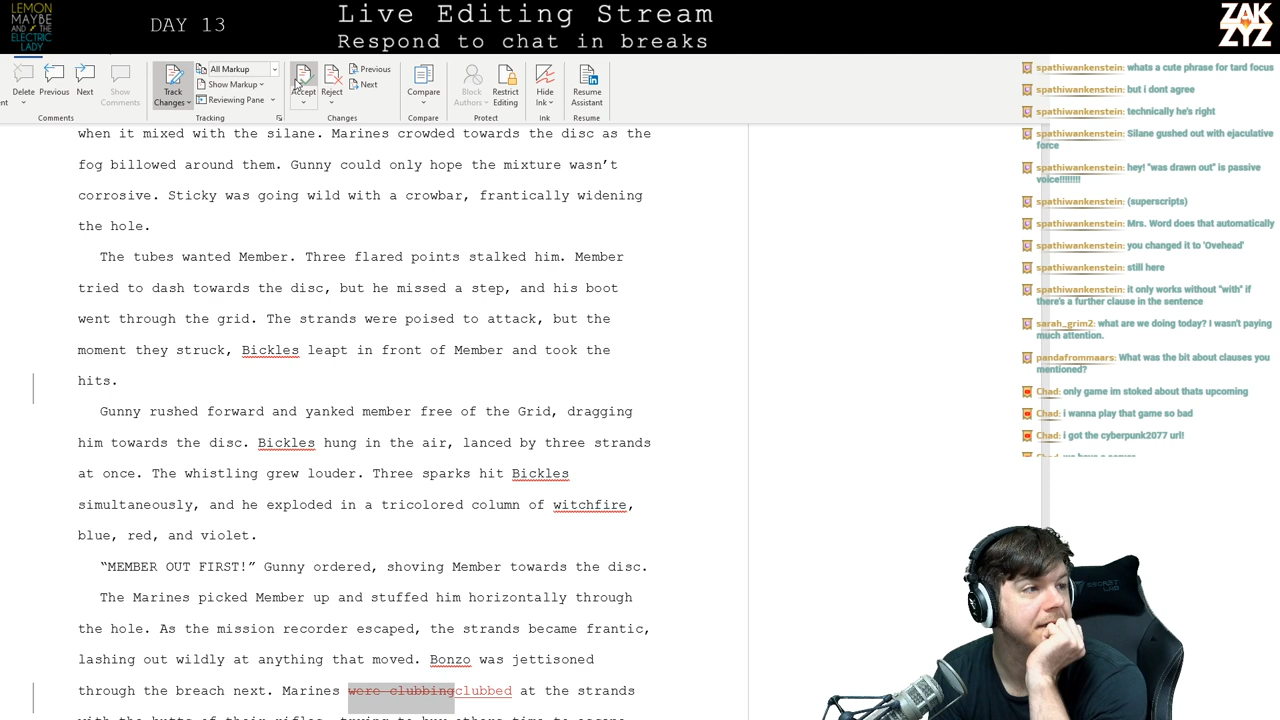 LEMON
MAYBE
AND THE
ELECTRIC
LADY
DAY 13
Live Editing Stream
Respond to chat in breaks
ZAK
ZYZ
Delete
Previous
Next
Show
Comments
Comments
Track
Changes
All Markup
Show Markup
Reviewing Pane
Tracking
Accept
Reject
Previous
Next
Changes
Compare
Compare
Block
Authors
Restrict
Editing
Protect
Hide
Ink
Ink
Resume
Assistant
Resume
when it mixed with the silane. Marines crowded towards the disc as the
fog billowed around them. Gunny could only hope the mixture wasn’t
corrosive. Sticky was going wild with a crowbar, frantically widening
the hole.
The tubes wanted Member. Three flared points stalked him. Member
tried to dash towards the disc, but he missed a step, and his boot
went through the grid. The strands were poised to attack, but the
moment they struck, Bickles leapt in front of Member and took the
hits.
Gunny rushed forward and yanked member free of the Grid, dragging
him towards the disc. Bickles hung in the air, lanced by three strands
at once. The whistling grew louder. Three sparks hit Bickles
simultaneously, and he exploded in a tricolored column of witchfire,
blue, red, and violet.
“MEMBER OUT FIRST!” Gunny ordered, shoving Member towards the disc.
The Marines picked Member up and stuffed him horizontally through
the hole. As the mission recorder escaped, the strands became frantic,
lashing out wildly at anything that moved. Bonzo was jettisoned
through the breach next. Marines were clubbingclubbed at the strands
with the butts of their rifles, trying to buy others time to escape
spathiwankenstein: whats a cute phrase for tard focus
spathiwankenstein: but i dont agree
spathiwankenstein: technically he's right
spathiwankenstein: Silane gushed out with ejaculative
force
spathiwankenstein: hey! "was drawn out" is passive
voice!!!!!!!!
spathiwankenstein: (superscripts)
spathiwankenstein: Mrs. Word does that automatically
spathiwankenstein: you changed it to 'Ovehead'
spathiwankenstein: still here
spathiwankenstein: it only works without "with" if
there's a further clause in the sentence
sarah_grim2: what are we doing today? I wasn't paying
much attention.
pandafrommaars: What was the bit about clauses you
mentioned?
Chad: only game im stoked about thats upcoming
Chad: i wanna play that game so bad
Chad: i got the cyberpunk2077 url!
SECRET
LAB